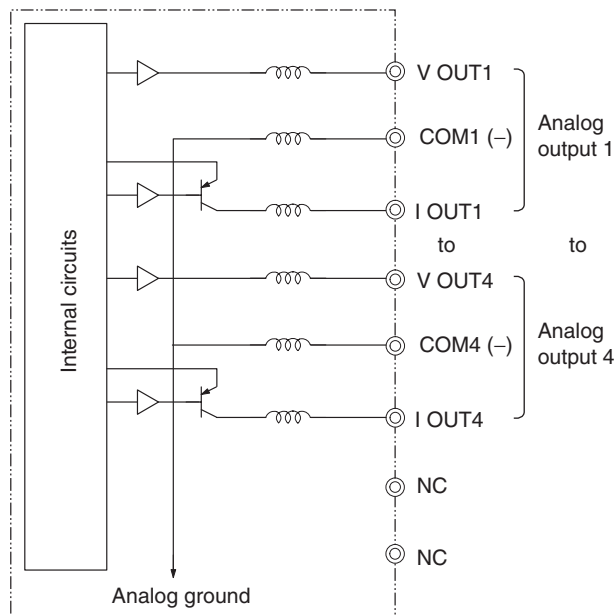 Internal circuits
V OUT1
COM1 (–)
I OUT1
Analog
output 1
to
to
V OUT4
COM4 (–)
I OUT4
Analog
output 4
NC
NC
Analog ground